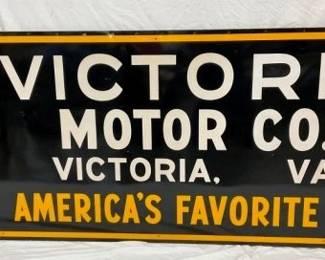 VICTORI
MOTOR CO.
VICTORIA, VA
AMERICA'S FAVORITE